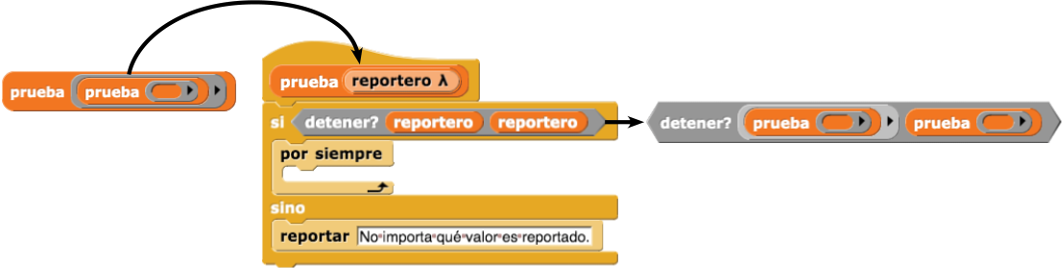 prueba prueba
prueba reportero λ
si detener? reportero reportero
por siempre
sino
reportar No importa qué valor es reportado.
detener? prueba prueba